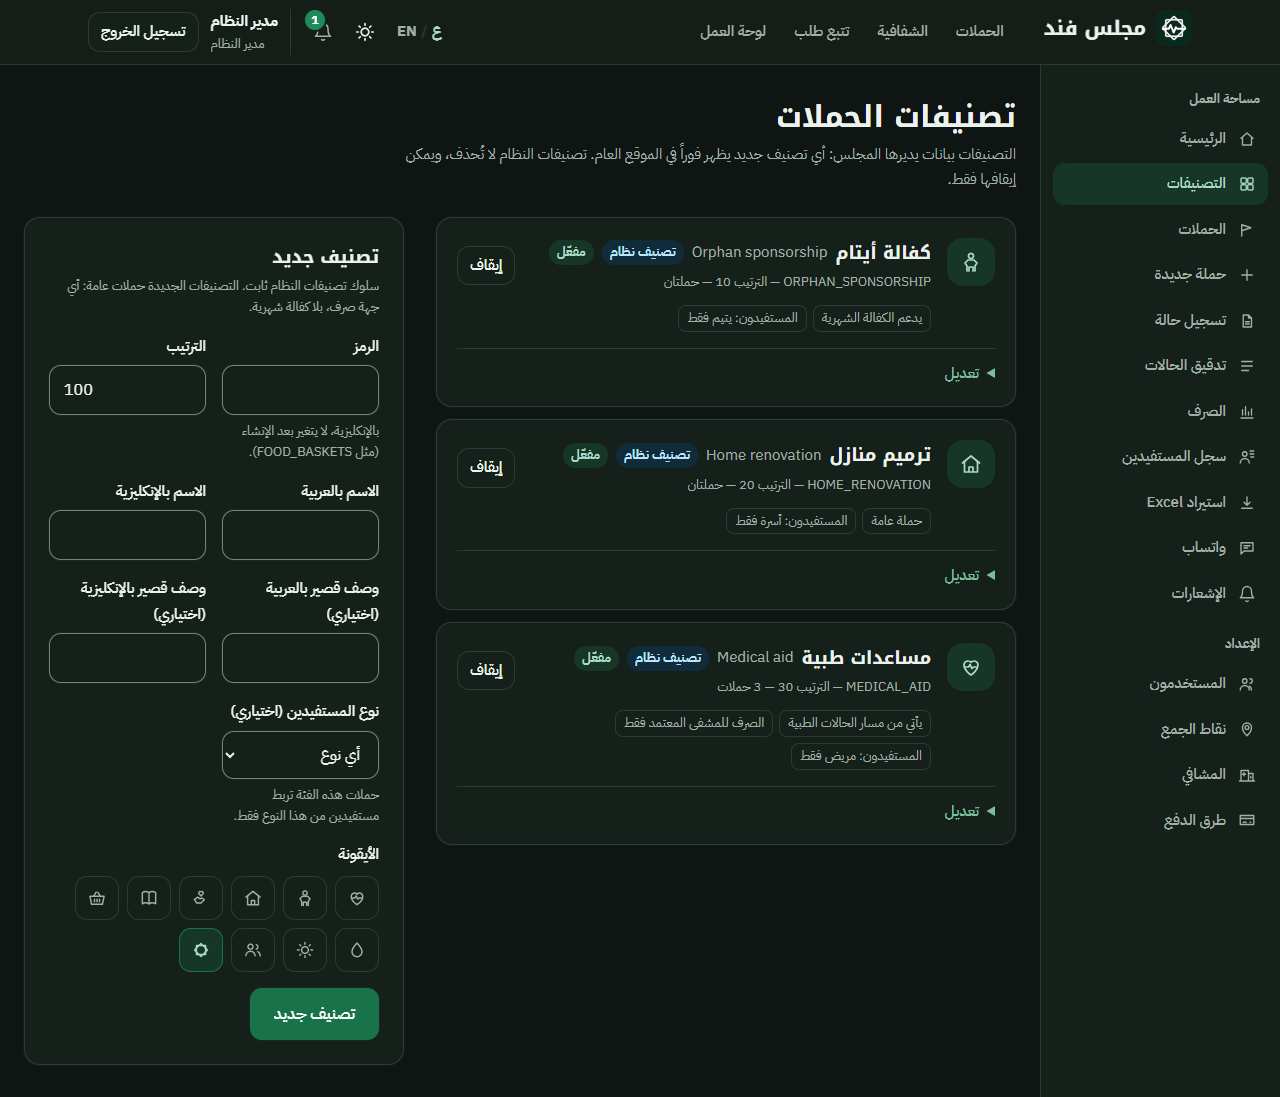 مجلس فند
الحملات
الشفافية
تتبع طلب
لوحة العمل
ع / EN
1
مدير النظام
مدير النظام
تسجيل الخروج
مساحة العمل
الرئيسية
التصنيفات
الحملات
حملة جديدة
تسجيل حالة
تدقيق الحالات
الصرف
سجل المستفيدين
استيراد Excel
واتساب
الإشعارات
الإعداد
المستخدمون
نقاط الجمع
المشافي
طرق الدفع
تصنيفات الحملات
التصنيفات بيانات يديرها المجلس: أي تصنيف جديد يظهر فوراً في الموقع العام. تصنيفات النظام لا تُحذف، ويمكن
إيقافها فقط.
كفالة أيتام Orphan sponsorship تصنيف نظام مفعّل
ORPHAN_SPONSORSHIP — الترتيب 10 — حملتان
يدعم الكفالة الشهرية
المستفيدون: يتيم فقط
إيقاف
تعديل
ترميم منازل Home renovation تصنيف نظام مفعّل
HOME_RENOVATION — الترتيب 20 — حملتان
حملة عامة
المستفيدون: أسرة فقط
إيقاف
تعديل
مساعدات طبية Medical aid تصنيف نظام مفعّل
MEDICAL_AID — الترتيب 30 — 3 حملات
يأتي من مسار الحالات الطبية
الصرف للمشفى المعتمد فقط
المستفيدون: مريض فقط
إيقاف
تعديل
تصنيف جديد
سلوك تصنيفات النظام ثابت. التصنيفات الجديدة حملات عامة: أي
جهة صرف، بلا كفالة شهرية.
الرمز
الترتيب
100
بالإنكليزية، لا يتغير بعد الإنشاء
(مثل FOOD_BASKETS).
الاسم بالعربية
الاسم بالإنكليزية
وصف قصير بالعربية
(اختياري)
وصف قصير بالإنكليزية
(اختياري)
نوع المستفيدين (اختياري)
أي نوع
حملات هذه الفئة تربط
مستفيدين من هذا النوع فقط.
الأيقونة
تصنيف جديد